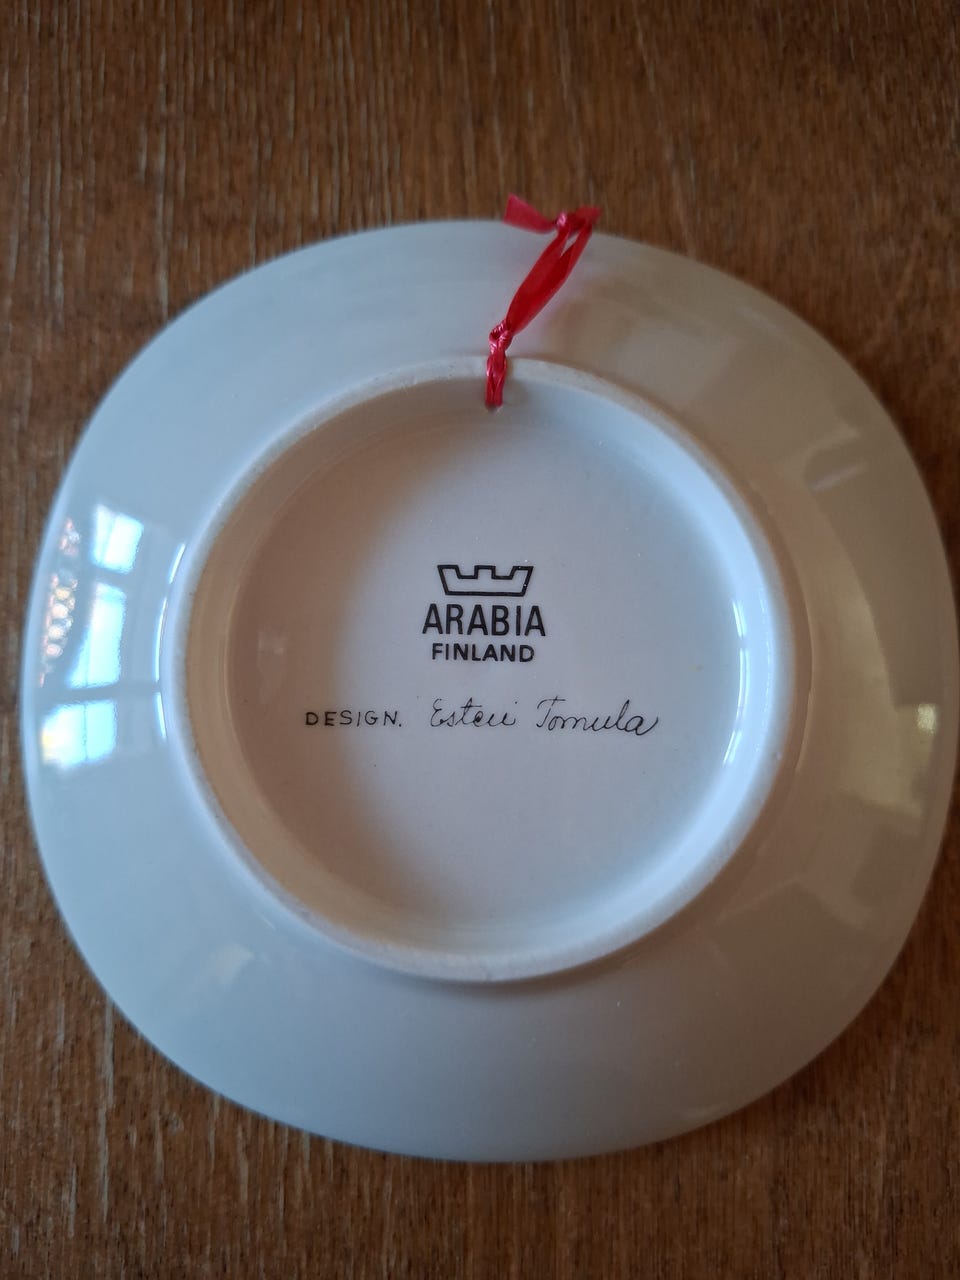 ARABIA
FINLAND
DESIGN. Esteri Tomula